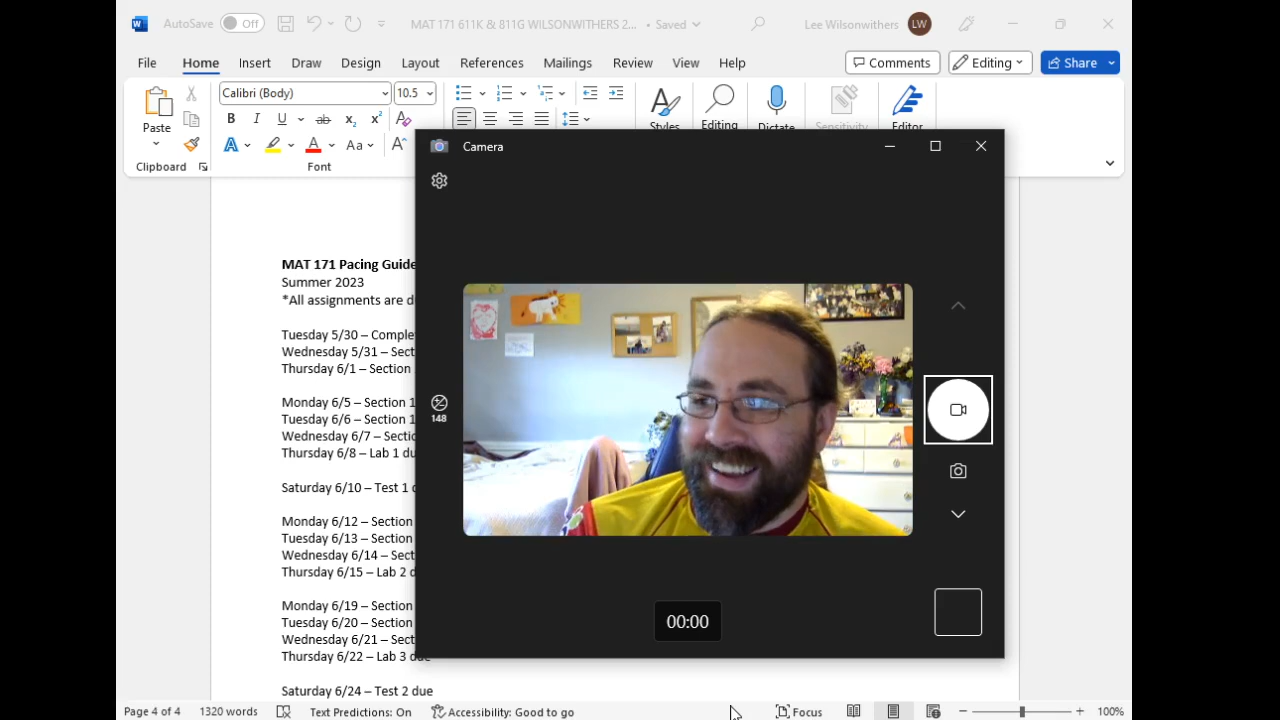 AutoSave Off MAT 171 611K & 811G WILSONWITHERS 2... • Saved Lee Wilsonwithers LW
File Home Insert Draw Design Layout References Mailings Review View Help Comments Editing Share
Calibri (Body) 10.5
Paste B I U ab x₂ x² A Aa A Styles Editing Dictate Sensitivity Editor
Clipboard Font
Camera
MAT 171 Pacing Guide
Summer 2023
*All assignments are d
Tuesday 5/30 – Comple
Wednesday 5/31 – Sect
Thursday 6/1 – Section
Monday 6/5 – Section 1
Tuesday 6/6 – Section 1
Wednesday 6/7 – Sectio
Thursday 6/8 – Lab 1 du
148
Saturday 6/10 – Test 1 d
Monday 6/12 – Section
Tuesday 6/13 – Section
Wednesday 6/14 – Sect
Thursday 6/15 – Lab 2 d
Monday 6/19 – Section
Tuesday 6/20 – Section
Wednesday 6/21 – Sect
Thursday 6/22 – Lab 3 due
00:00
Saturday 6/24 – Test 2 due
Page 4 of 4 1320 words Text Predictions: On Accessibility: Good to go Focus 100%